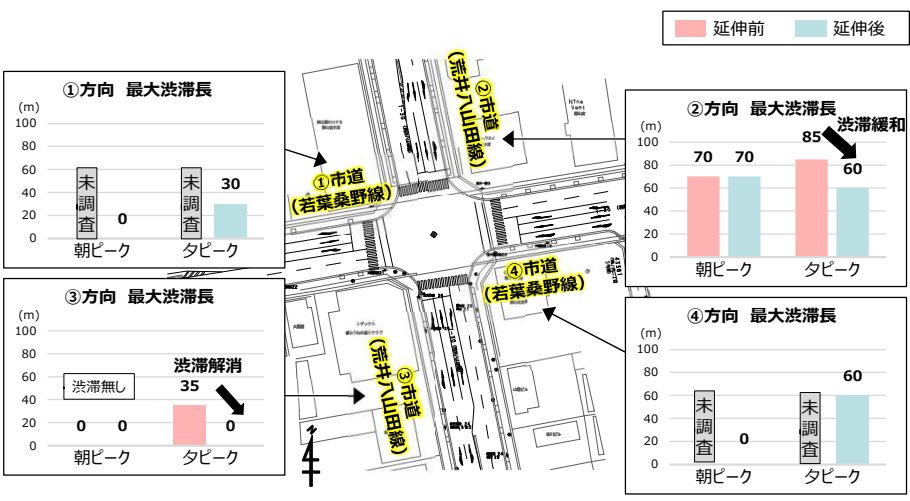 延伸前
延伸後
①方向 最大渋滞長
(m)
100
80
60
40
20
0
未調査
0
未調査
30
朝ピーク
夕ピーク
②方向 最大渋滞長
(m)
100
80
60
40
20
0
70
70
85
60
渋滞緩和
朝ピーク
夕ピーク
③方向 最大渋滞長
(m)
100
80
60
40
20
0
渋滞無し
渋滞解消
0
0
35
0
朝ピーク
夕ピーク
④方向 最大渋滞長
(m)
100
80
60
40
20
0
未調査
0
未調査
60
朝ピーク
夕ピーク
①市道
(若葉桑野線)
②市道
(荒井八山田線)
③市道
(荒井八山田線)
④市道
(若葉桑野線)